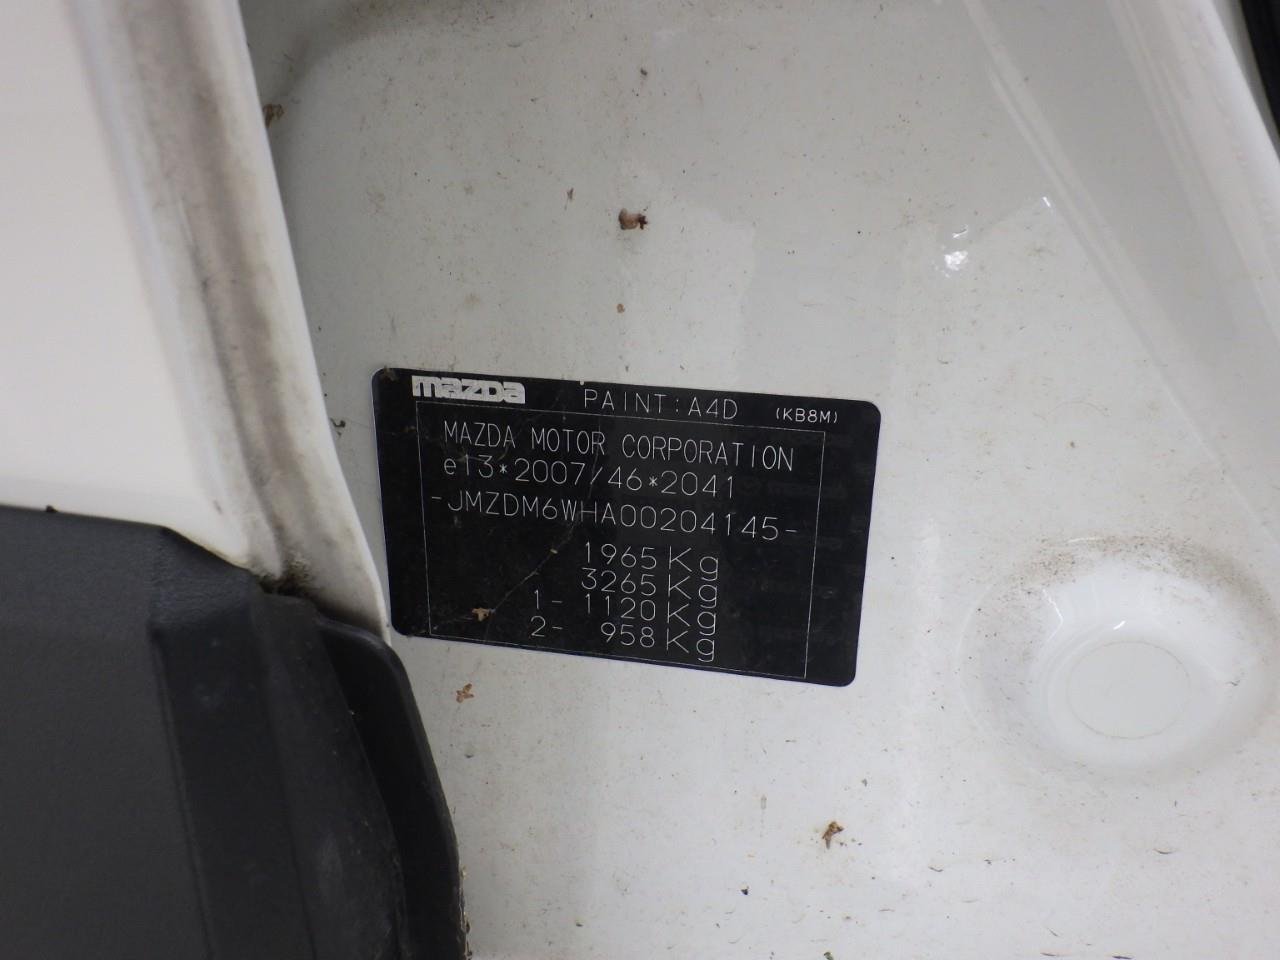 mazda PAINT:A4D (KB8M)
MAZDA MOTOR CORPORATION
e13*2007/46*2041
-JMZDM6WHA00204145-
1965Kg
3265Kg
1- 1120Kg
2- 958Kg